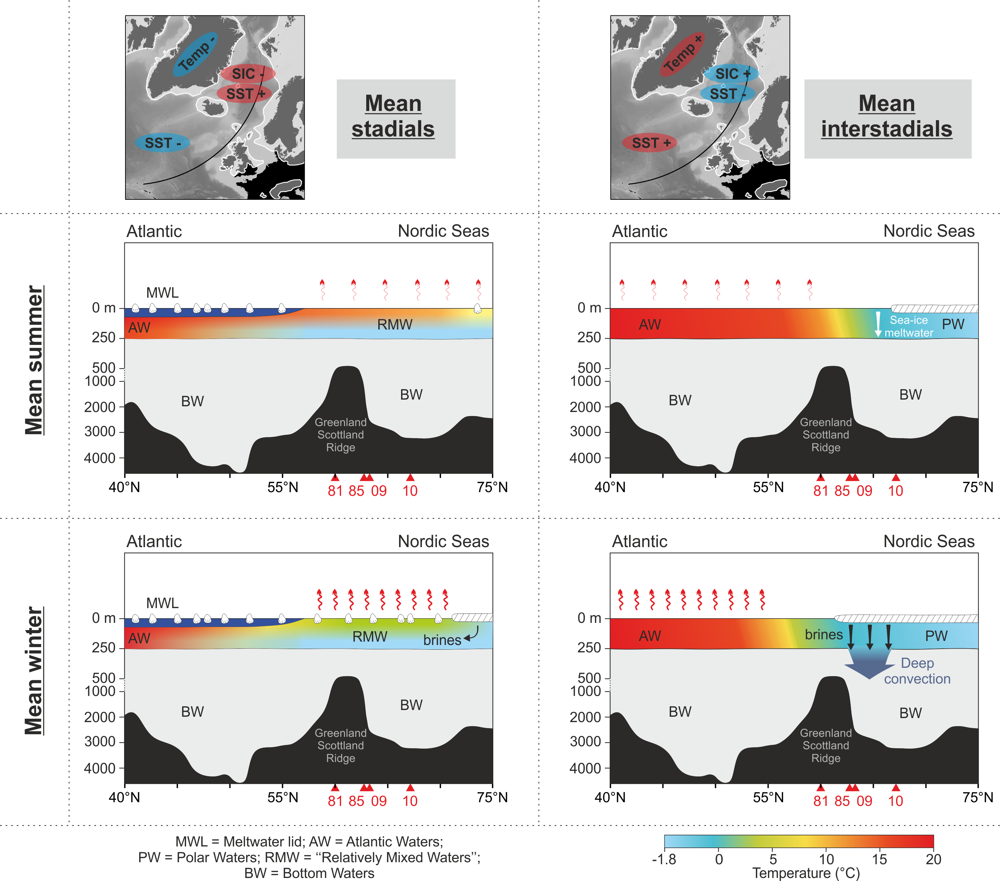 Temp -
SIC -
SST +
SST -
Mean
stadials
Temp +
SIC +
SST -
SST +
Mean
interstadials
Mean summer
Atlantic
Nordic Seas
MWL
0 m
AW
RMW
250
500
1000
BW
BW
2000
Greenland
Scottland
Ridge
3000
4000
40°N
55°N
75°N
81
85
09
10
Atlantic
Nordic Seas
0 m
AW
Sea-ice
meltwater
PW
250
500
1000
BW
BW
2000
Greenland
Scottland
Ridge
3000
4000
40°N
55°N
75°N
81
85
09
10
Mean winter
Atlantic
Nordic Seas
MWL
0 m
AW
RMW
brines
250
500
1000
BW
BW
2000
Greenland
Scottland
Ridge
3000
4000
40°N
55°N
75°N
81
85
09
10
Atlantic
Nordic Seas
0 m
AW
brines
PW
250
Deep
convection
500
1000
BW
BW
2000
Greenland
Scottland
Ridge
3000
4000
40°N
55°N
75°N
81
85
09
10
MWL = Meltwater lid; AW = Atlantic Waters;
PW = Polar Waters; RMW = ‘‘Relatively Mixed Waters’’;
BW = Bottom Waters
-1.8
0
5
10
15
20
Temperature (°C)